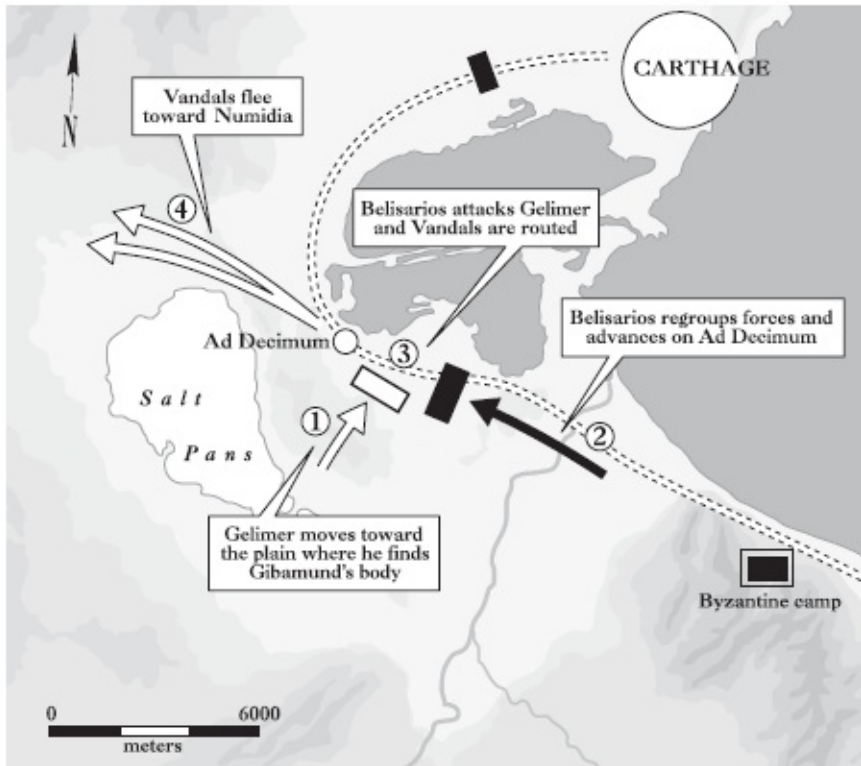 CARTHAGE
N
Vandals flee
toward Numidia
④
Belisarios attacks Gelimer
and Vandals are routed
Belisarios regroups forces and
advances on Ad Decimum
Ad Decimum
③
Salt
Pans
①
②
Gelimer moves toward
the plain where he finds
Gibamund's body
Byzantine camp
0 6000
meters